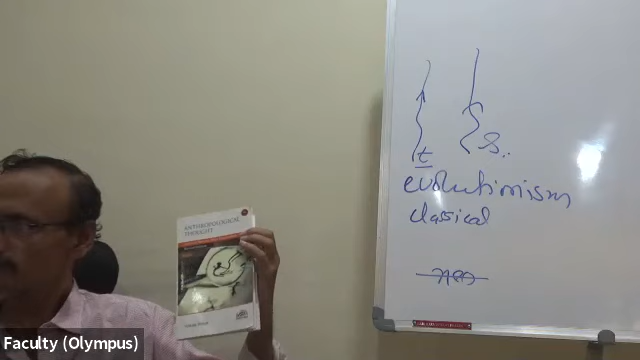 t
S.
evolutionism
classical
ANTHROPOLOGICAL
THOUGHT
Faculty (Olympus)